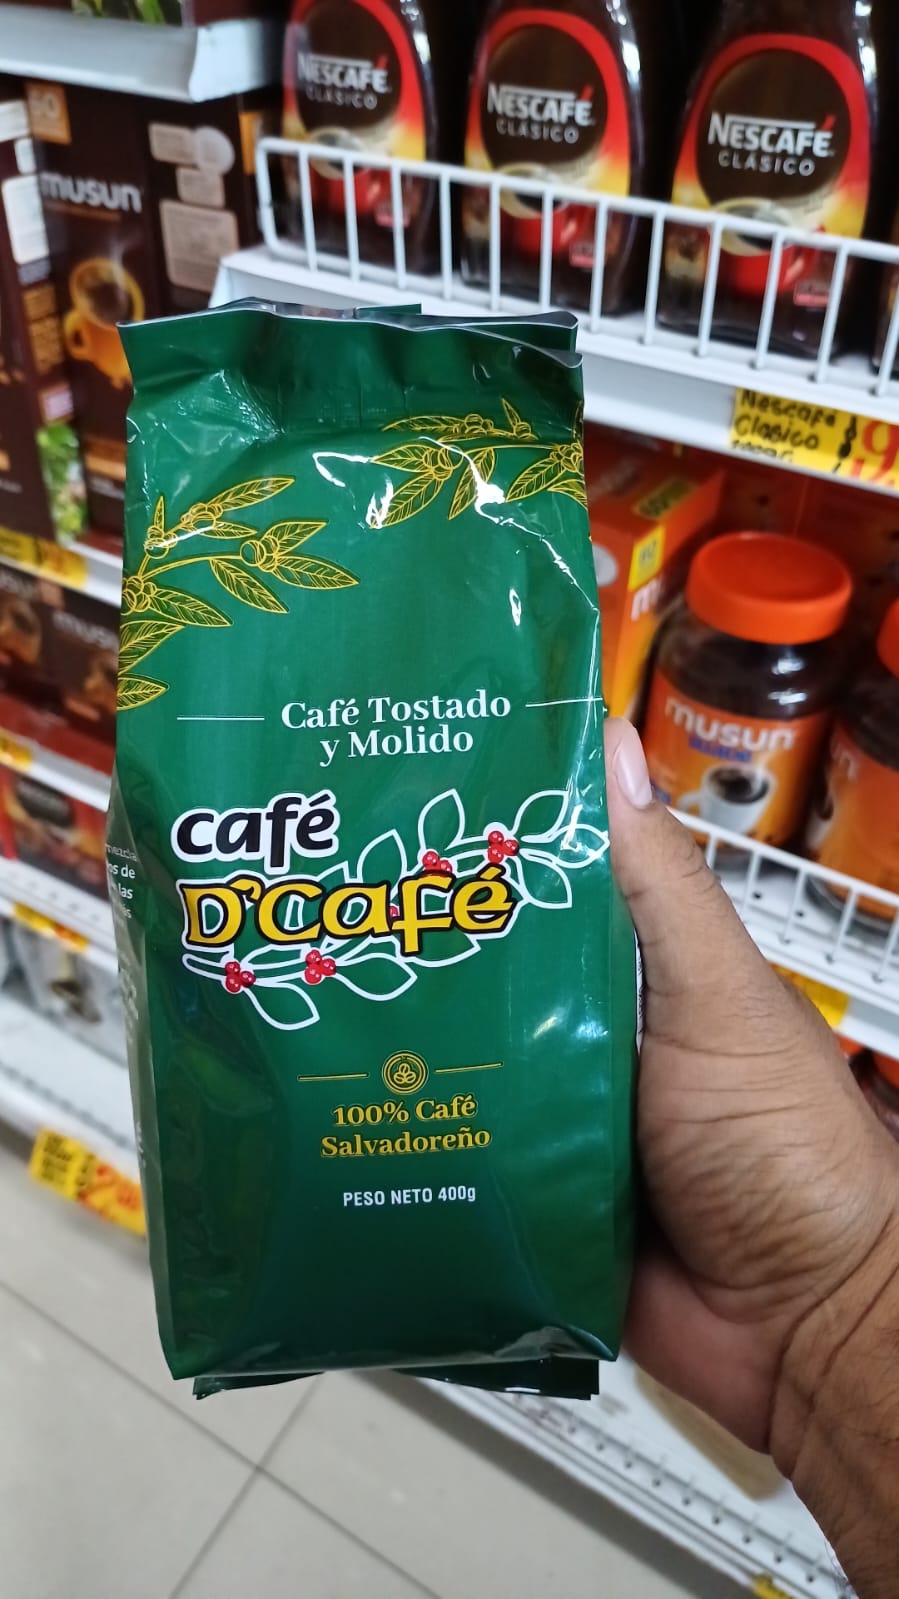 NESCAFÉ
CLÁSICO
NESCAFÉ
CLÁSICO
NESCAFÉ
CLÁSICO
musun
Nescafe
Clasico
Café Tostado
y Molido
café
D'Café
100% Café
Salvadoreño
PESO NETO 400g
musun
musun